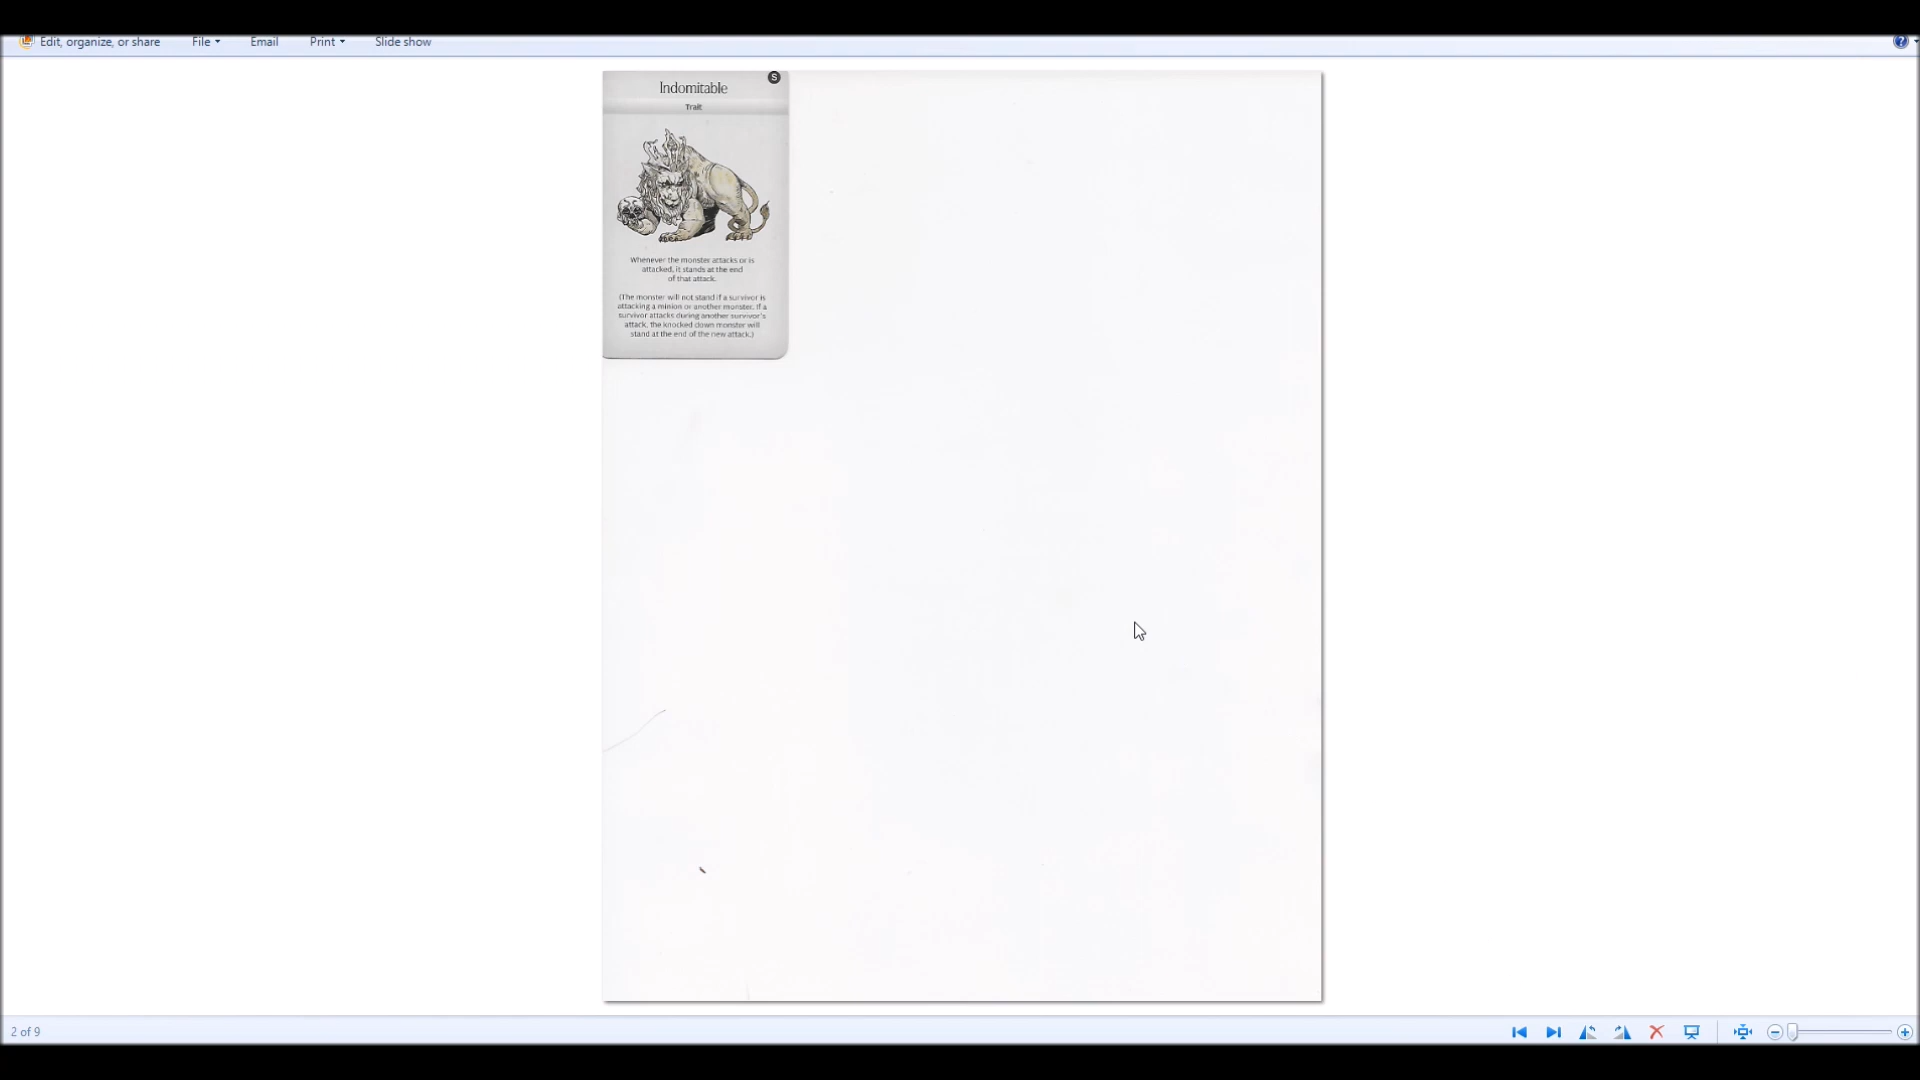 Edit, organize, or share File Email Print Slide show
S
Indomitable
Trait
Whenever the monster attacks or is
attacked, it stands at the end
of that attack.
(The monster will not stand if a survivor is
attacking a minion or another monster. If a
survivor attacks during another survivor's
attack, the knocked down monster will
stand at the end of the new attack.)
2 of 9